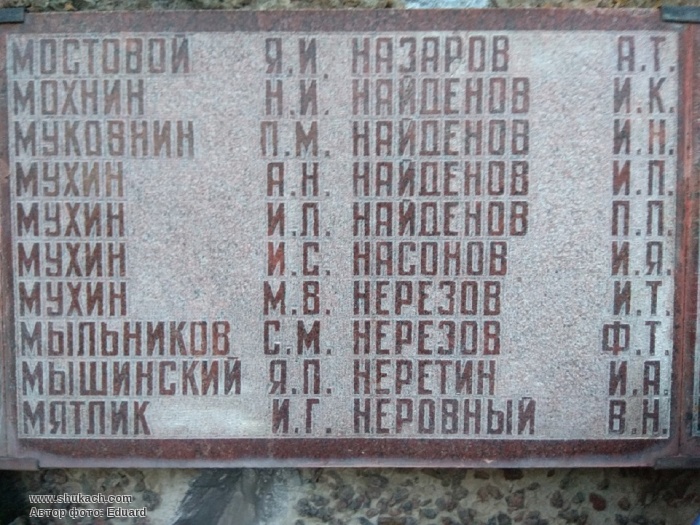 МОСТОВОЙ Я.И. НАЗАРОВ А.Т.
МОХНИН Н.И. НАЙДЕНОВ И.К.
МУКОВНИН П.М. НАЙДЕНОВ И.Н.
МУХИН А.Н. НАЙДЕНОВ И.П.
МУХИН И.Л. НАЙДЕНОВ П.П.
МУХИН И.С. НАСОНОВ И.Я.
МУХИН М.В. НЕРЕЗОВ И.Т.
МЫЛЬНИКОВ С.М. НЕРЕЗОВ Ф.Т.
МЫШИНСКИЙ Я.П. НЕРЕТИН И.А.
МЯТЛИК И.Г. НЕРОВНЫЙ В.Н.
www.shukach.com
Автор фото: Eduard